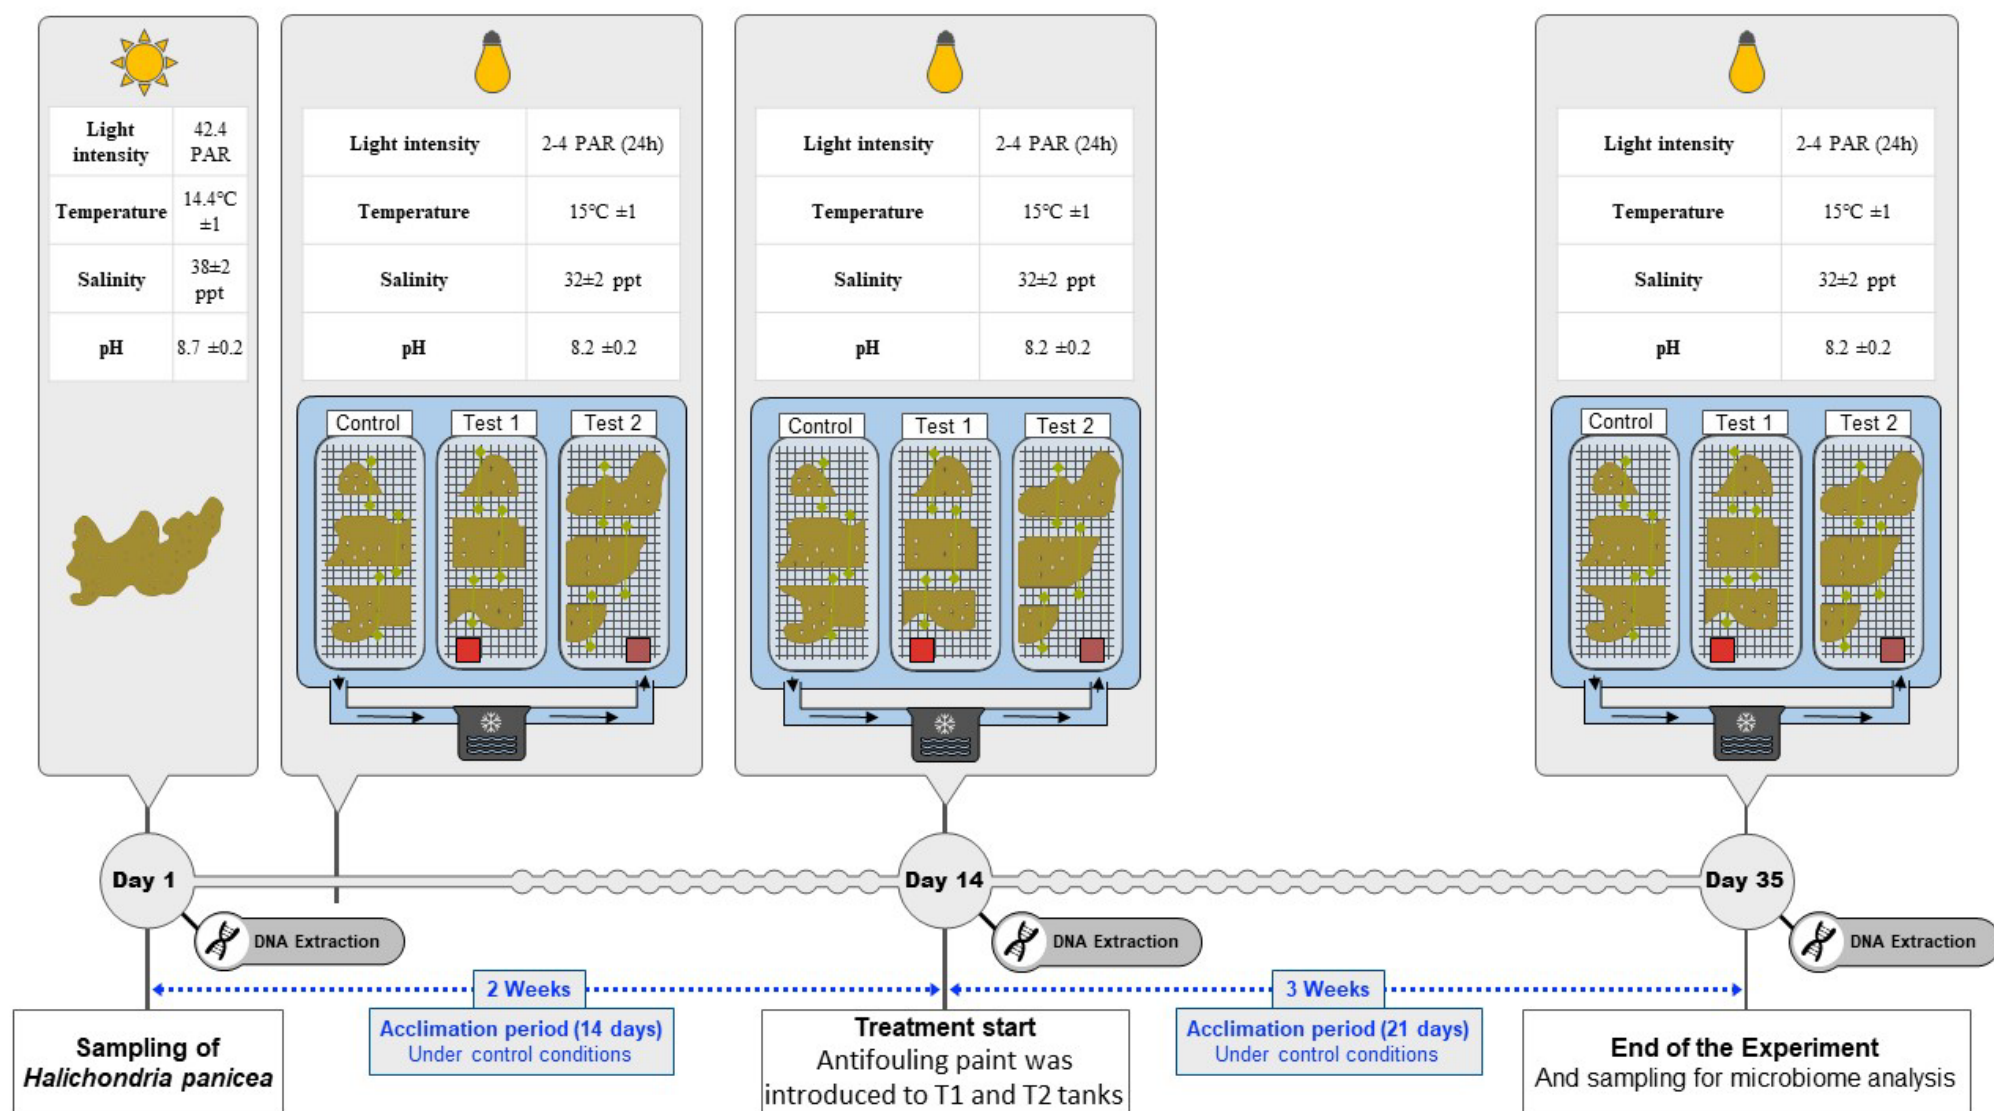 Light intensity
42.4 PAR
Temperature
14.4°C ±1
Salinity
38±2 ppt
pH
8.7 ±0.2
Light intensity 2-4 PAR (24h)
Temperature 15°C ±1
Salinity 32±2 ppt
pH 8.2 ±0.2
Control Test 1 Test 2
Light intensity 2-4 PAR (24h)
Temperature 15°C ±1
Salinity 32±2 ppt
pH 8.2 ±0.2
Control Test 1 Test 2
Light intensity 2-4 PAR (24h)
Temperature 15°C ±1
Salinity 32±2 ppt
pH 8.2 ±0.2
Control Test 1 Test 2
Day 1
Day 14
Day 35
DNA Extraction
DNA Extraction
DNA Extraction
2 Weeks
3 Weeks
Sampling of
Halichondria panicea
Acclimation period (14 days)
Under control conditions
Treatment start
Antifouling paint was
introduced to T1 and T2 tanks
Acclimation period (21 days)
Under control conditions
End of the Experiment
And sampling for microbiome analysis